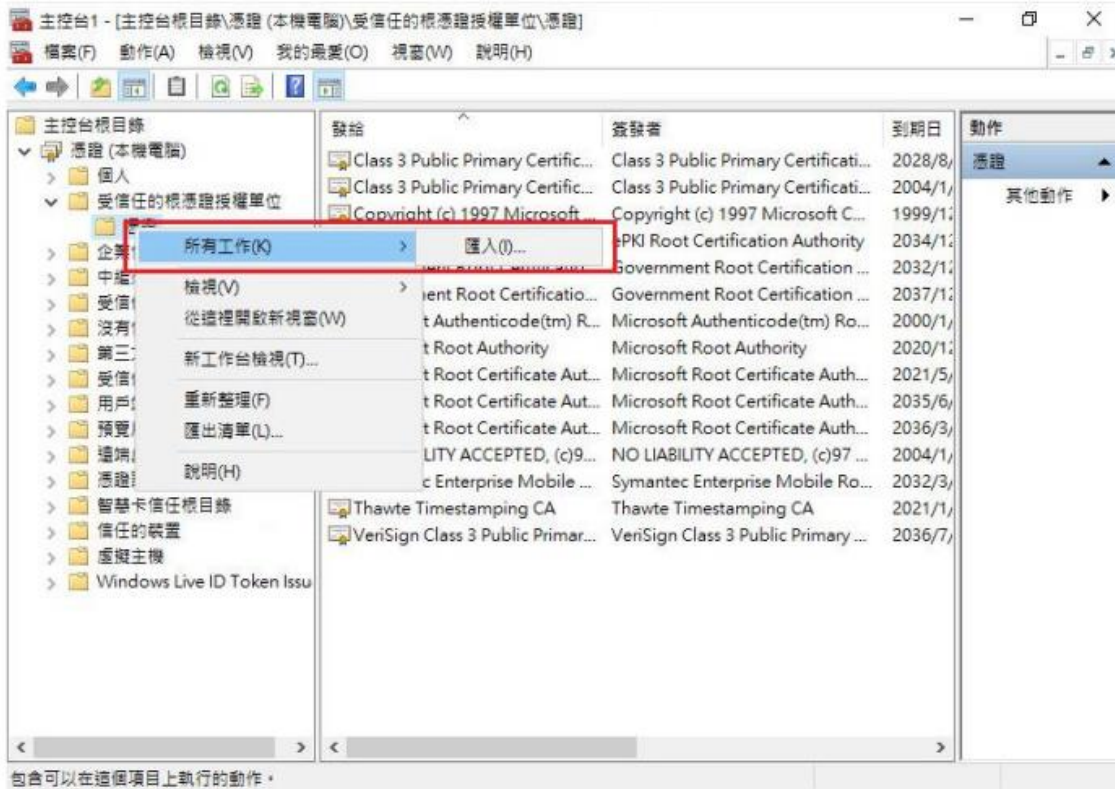 主控台1 - [主控台根目錄\憑證 (本機電腦)\受信任的根憑證授權單位\憑證]
檔案(F) 動作(A) 檢視(V) 我的最愛(O) 視窗(W) 說明(H)
主控台根目錄
憑證 (本機電腦)
個人
受信任的根憑證授權單位
企業
中繼
受信
沒有
第三
受信
用戶
預覽
遠端
憑證
智慧卡信任根目錄
信任的裝置
虛擬主機
Windows Live ID Token Issu
所有工作(K)
匯入(I)...
檢視(V)
從這裡開啟新視窗(W)
新工作台檢視(T)...
重新整理(F)
匯出清單(L)...
說明(H)
發給 簽發者 到期日
Class 3 Public Primary Certific... Class 3 Public Primary Certificati... 2028/8/
Class 3 Public Primary Certific... Class 3 Public Primary Certificati... 2004/1/
Copyright (c) 1997 Microsoft ... Copyright (c) 1997 Microsoft C... 1999/12
ePKI Root Certification Authority 2034/12
Government Root Certification ... 2032/12
ent Root Certificatio... Government Root Certification ... 2037/12
t Authenticode(tm) R... Microsoft Authenticode(tm) Ro... 2000/1/
t Root Authority Microsoft Root Authority 2020/12
t Root Certificate Aut... Microsoft Root Certificate Auth... 2021/5/
t Root Certificate Aut... Microsoft Root Certificate Auth... 2035/6/
t Root Certificate Aut... Microsoft Root Certificate Auth... 2036/3/
LITY ACCEPTED, (c)9... NO LIABILITY ACCEPTED, (c)97 ... 2004/1/
c Enterprise Mobile ... Symantec Enterprise Mobile Ro... 2032/3/
Thawte Timestamping CA Thawte Timestamping CA 2021/1/
VeriSign Class 3 Public Primar... VeriSign Class 3 Public Primary ... 2036/7/
動作
憑證
其他動作
包含可以在這個項目上執行的動作。